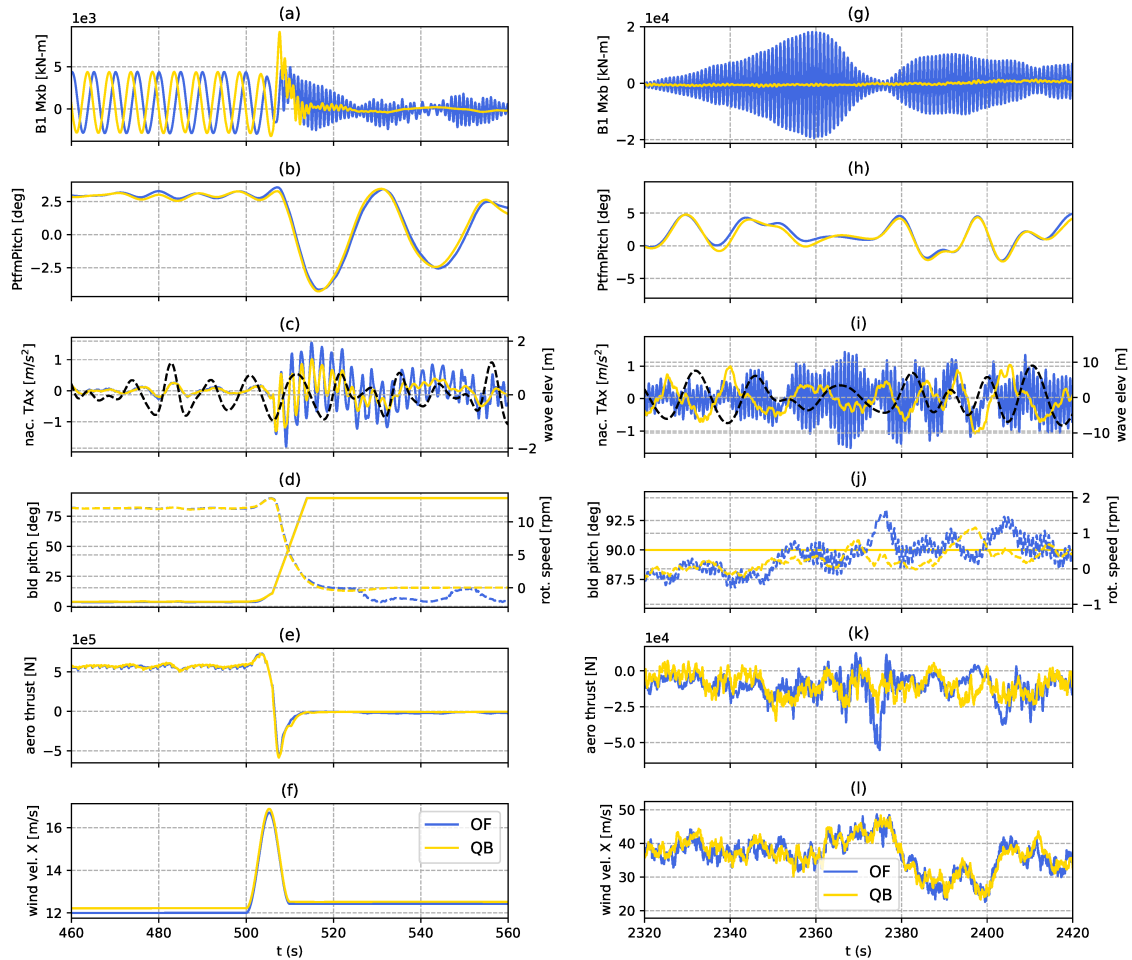 (a)
1e3
B1 Mxb [kN-m]
5
0
(b)
PtfmPitch [deg]
2.5
0.0
−2.5
(c)
nac. TAx [m/s²]
1
0
−1
wave elev [m]
2
0
−2
(d)
bld pitch [deg]
75
50
25
0
rot. speed [rpm]
10
5
0
(e)
1e5
aero thrust [N]
5
0
−5
(f)
wind vel. X [m/s]
16
14
12
OF
QB
460
480
500
520
540
560
t (s)
(g)
1e4
B1 Mxb [kN-m]
2
0
−2
(h)
PtfmPitch [deg]
5
0
−5
(i)
nac. TAx [m/s²]
1
0
−1
wave elev [m]
10
0
−10
(j)
bld pitch [deg]
92.5
90.0
87.5
rot. speed [rpm]
2
1
0
−1
(k)
1e4
aero thrust [N]
0.0
−2.5
−5.0
(l)
wind vel. X [m/s]
50
40
30
20
OF
QB
2320
2340
2360
2380
2400
2420
t (s)